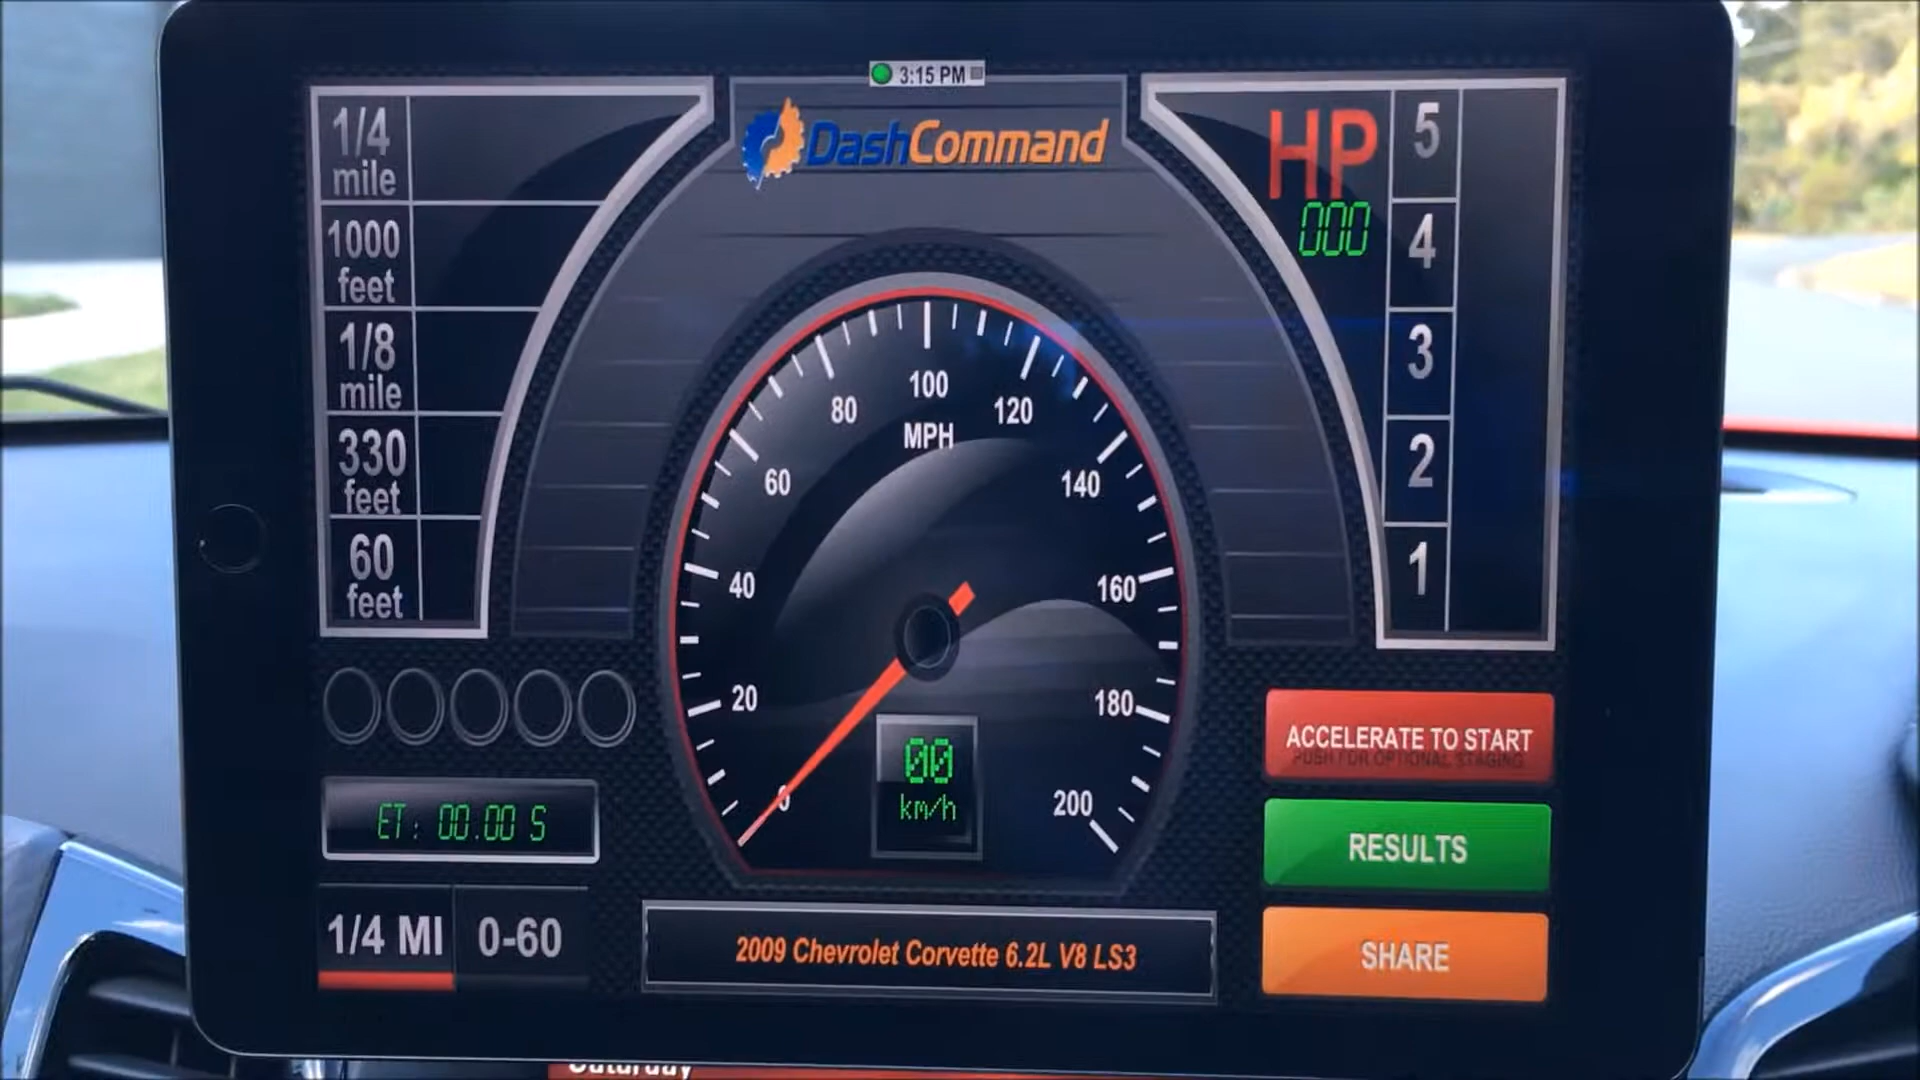 3:15 PM
DashCommand
1/4
mile
1000
feet
1/8
mile
330
feet
60
feet
HP
000
5
4
3
2
1
100
80
120
MPH
60
140
40
160
20
180
0
200
00
km/h
ET: 00.00 S
1/4 MI
0-60
2009 Chevrolet Corvette 6.2L V8 LS3
ACCELERATE TO START
PUSH FOR OPTIONAL STAGING
RESULTS
SHARE
Saturday